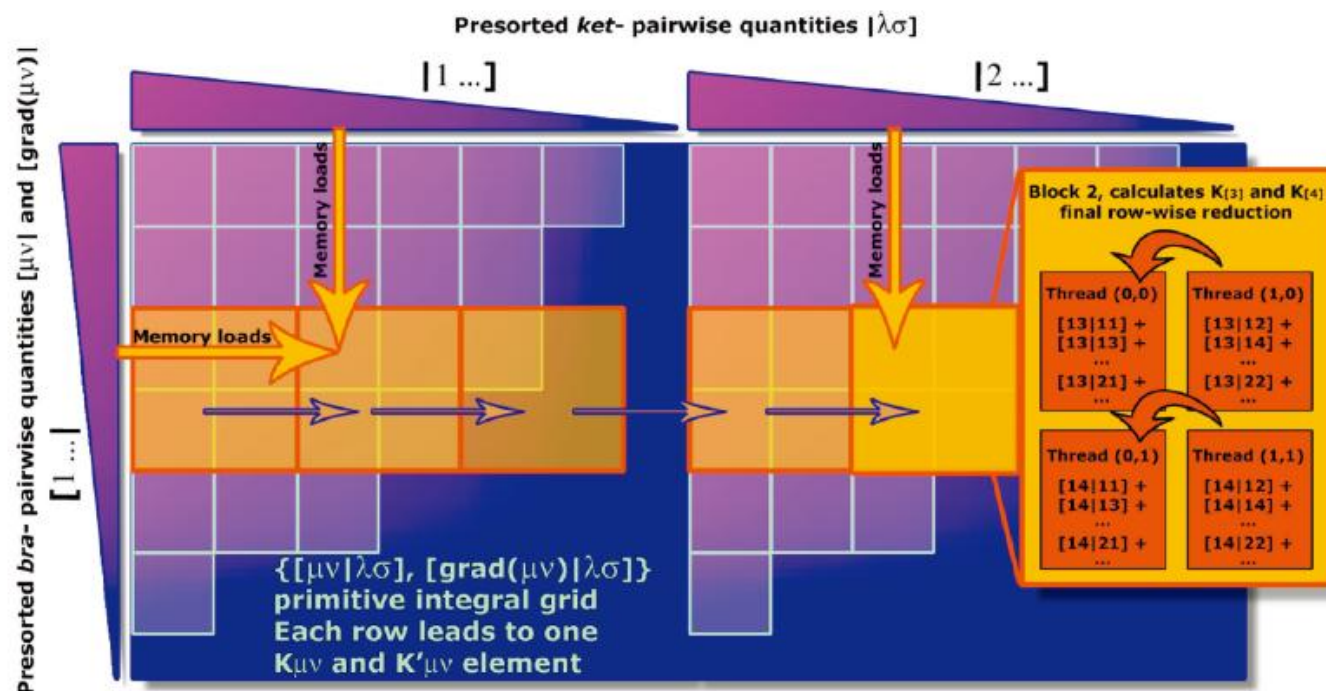 Presorted ket- pairwise quantities |λσ]
|1 ...]
|2 ...]
Presorted bra- pairwise quantities [μν| and [grad(μν)|
[1 ...|
Memory loads
Memory loads
Memory loads
Block 2, calculates K[3] and K[4]
final row-wise reduction
Thread (0,0)
[13|11] +
[13|13] +
...
[13|21] +
...
Thread (1,0)
[13|12] +
[13|14] +
...
[13|22] +
...
Thread (0,1)
[14|11] +
[14|13] +
...
[14|21] +
...
Thread (1,1)
[14|12] +
[14|14] +
...
[14|22] +
...
{[μν|λσ], [grad(μν)|λσ]}
primitive integral grid
Each row leads to one
Kμν and K'μν element